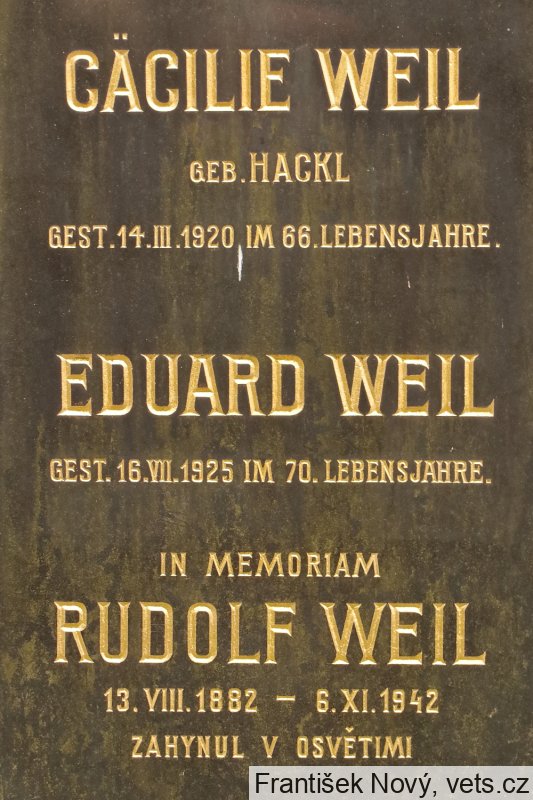 CÄCILIE WEIL
GEB. HACKL
GEST. 14. III. 1920 IM 66. LEBENSJAHRE.
EDUARD WEIL
GEST. 16. VII. 1925 IM 70. LEBENSJAHRE.
IN MEMORIAM
RUDOLF WEIL
13. VIII. 1882 – 6. XI. 1942
ZAHYNUL V OSVĚTIMI
František Nový, vets.cz